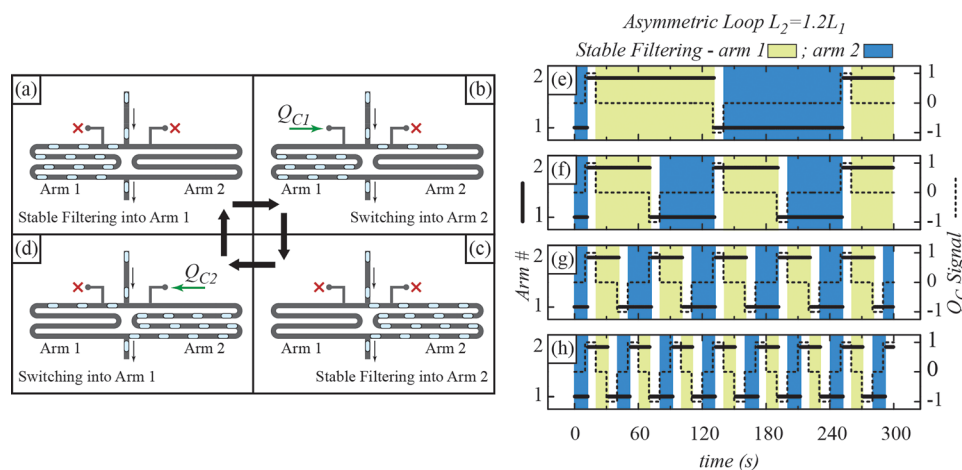 Asymmetric Loop L2=1.2L1
Stable Filtering - arm 1 ; arm 2
(a)
Arm 1 Arm 2
Stable Filtering into Arm 1
(b)
QC1
Arm 1 Arm 2
Switching into Arm 2
(d)
QC2
Arm 1 Arm 2
Switching into Arm 1
(c)
Arm 1 Arm 2
Stable Filtering into Arm 2
Arm #
2 (e) 1
0
1 -1
2 (f) 1
0
1 -1
2 (g) 1
0
1 -1
2 (h) 1
0
1 -1
0 60 120 180 240 300
time (s)
QC Signal